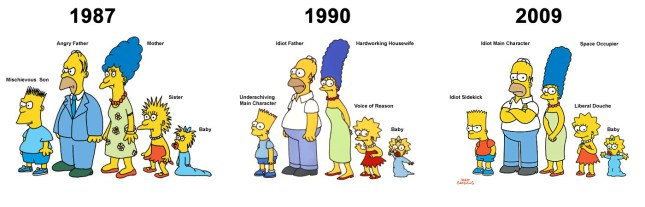 1987
Angry Father
Mother
Mischievous Son
Sister
Baby
1990
Idiot Father
Hardworking Housewife
Underachiving
Main Character
Voice of Reason
Baby
2009
Idiot Main Character
Space Occupier
Idiot Sidekick
Liberal Douche
Baby